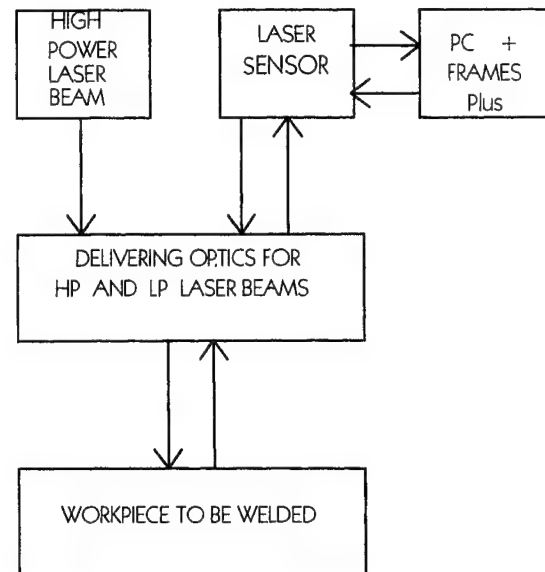 HIGH
POWER
LASER
BEAM
LASER
SENSOR
PC +
FRAMES
Plus
DELIVERING OPTICS FOR
HP AND LP LASER BEAMS
WORKPIECE TO BE WELDED